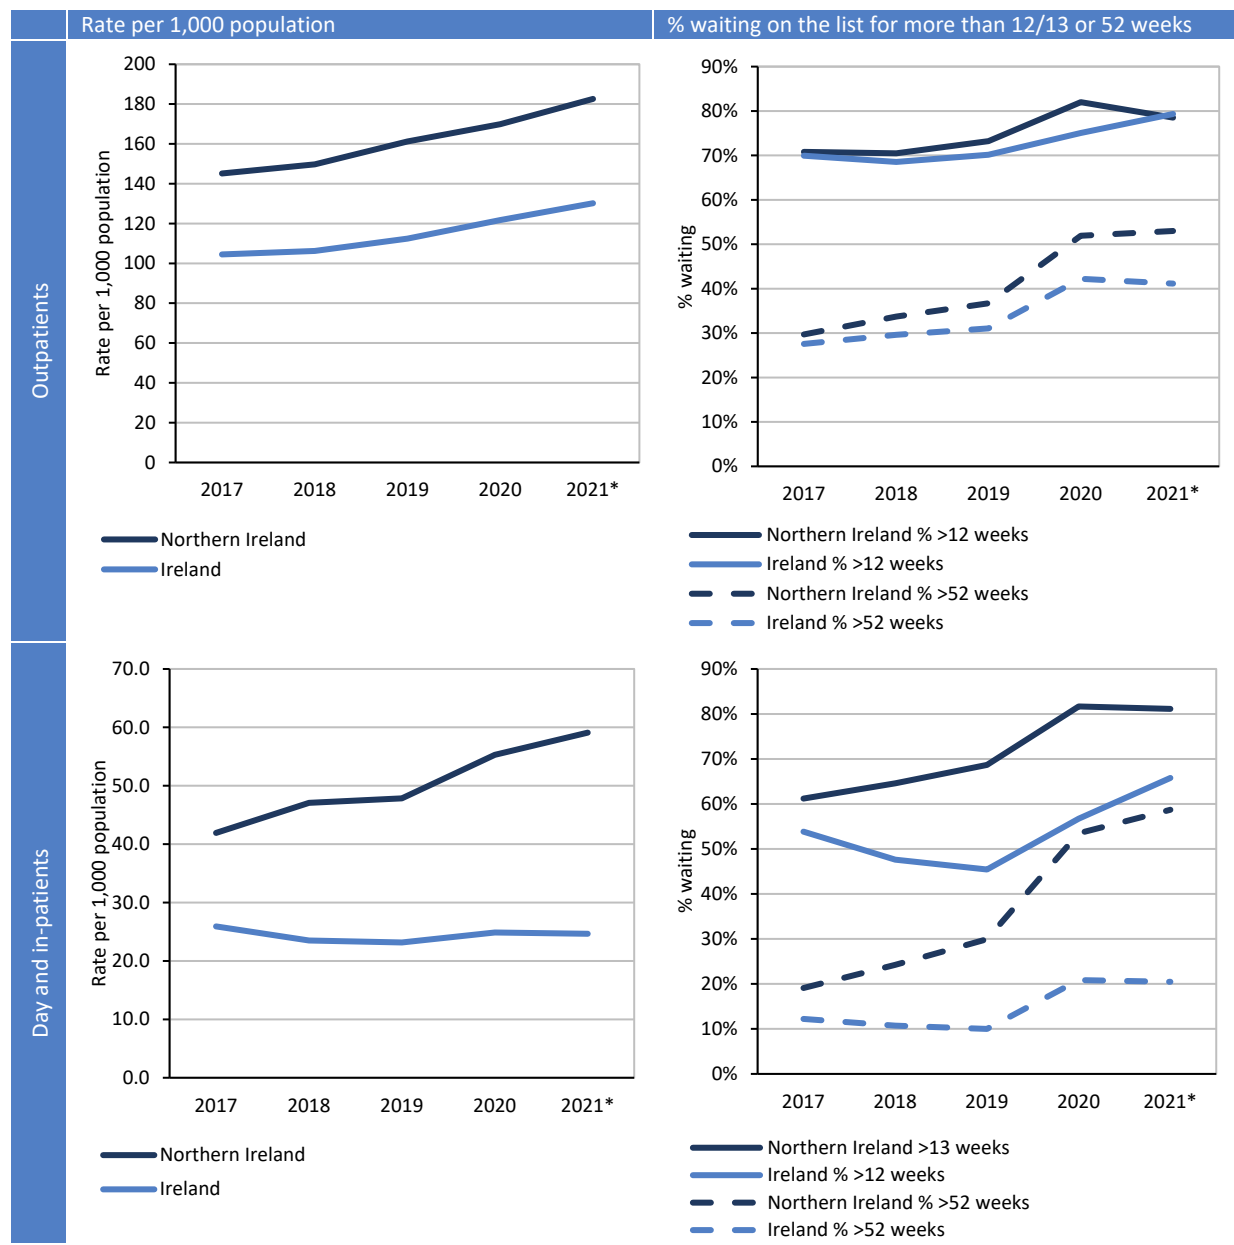 Rate per 1,000 population
% waiting on the list for more than 12/13 or 52 weeks
Outpatients
Rate per 1,000 population
200
180
160
140
120
100
80
60
40
20
0
2017 2018 2019 2020 2021*
Northern Ireland
Ireland
% waiting
90%
80%
70%
60%
50%
40%
30%
20%
10%
0%
2017 2018 2019 2020 2021*
Northern Ireland % >12 weeks
Ireland % >12 weeks
Northern Ireland % >52 weeks
Ireland % >52 weeks
Day and in-patients
Rate per 1,000 population
70.0
60.0
50.0
40.0
30.0
20.0
10.0
0.0
2017 2018 2019 2020 2021*
Northern Ireland
Ireland
% waiting
90%
80%
70%
60%
50%
40%
30%
20%
10%
0%
2017 2018 2019 2020 2021*
Northern Ireland >13 weeks
Ireland % >12 weeks
Northern Ireland % >52 weeks
Ireland % >52 weeks